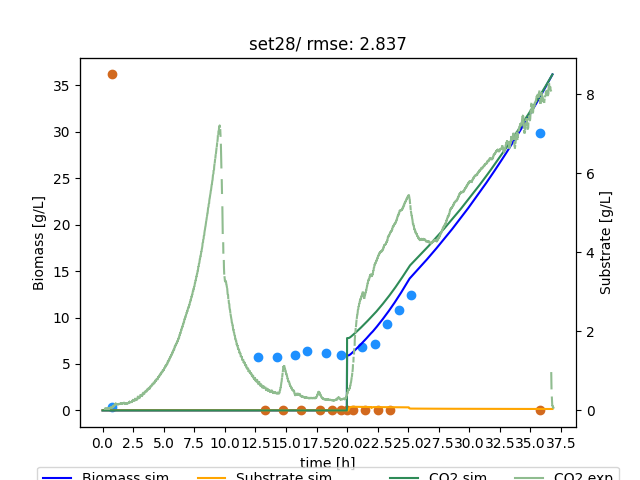 set28/ rmse: 2.837
35
30
25
20
15
10
5
0
Biomass [g/L]
8
6
4
2
0
Substrate [g/L]
0.0 2.5 5.0 7.5 10.0 12.5 15.0 17.5 20.0 22.5 25.0 27.5 30.0 32.5 35.0 37.5
time [h]
Biomass sim Substrate sim CO2 sim CO2 exp